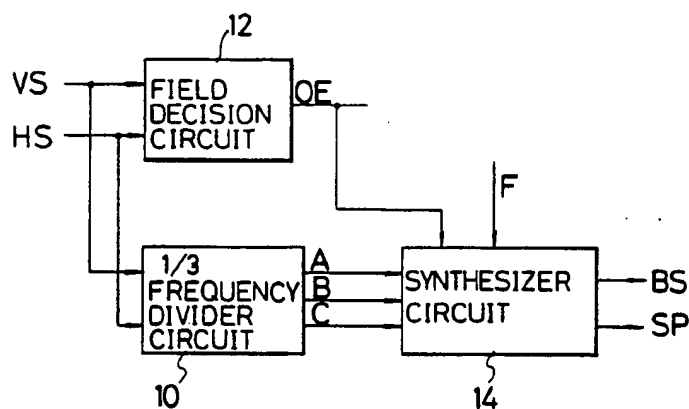 12
VS
HS
FIELD
DECISION
CIRCUIT
OE
F
1/3
FREQUENCY
DIVIDER
CIRCUIT
A
B
C
SYNTHESIZER
CIRCUIT
BS
SP
10
14